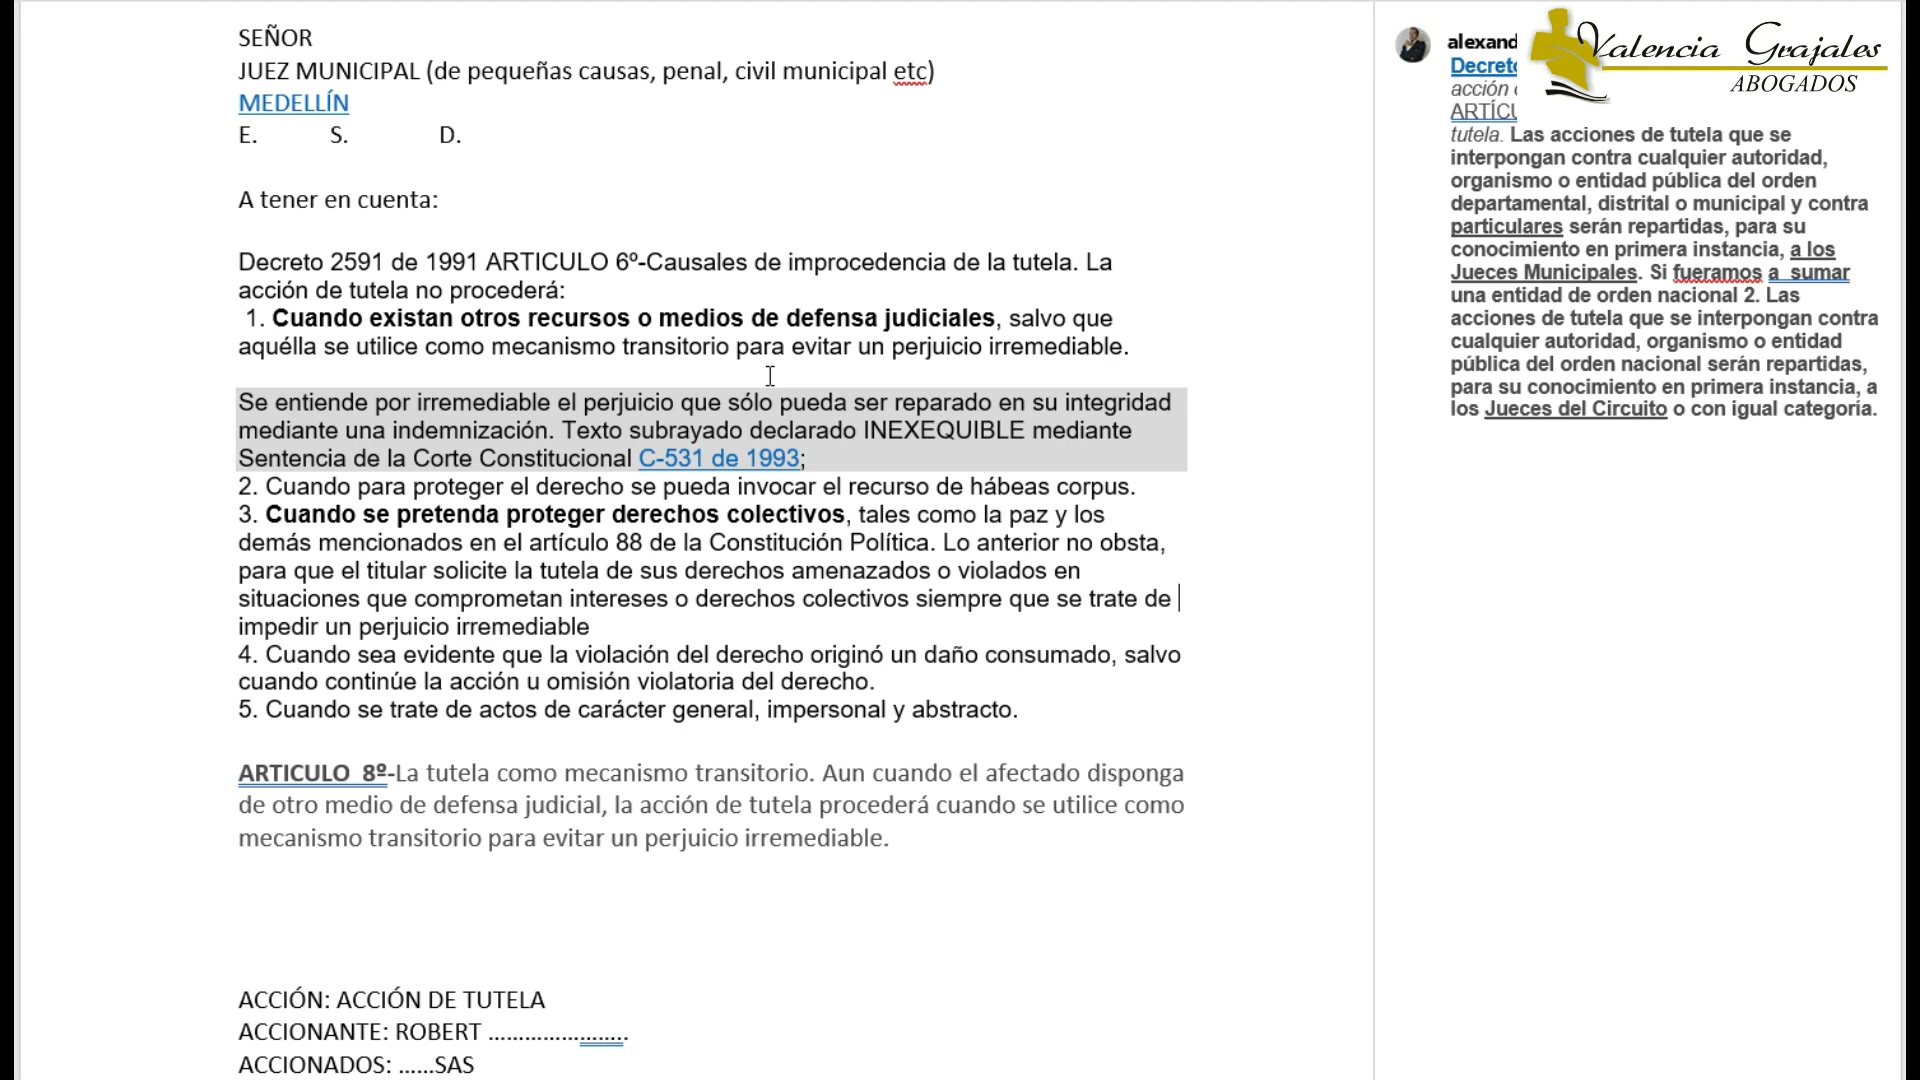 SEÑOR
JUEZ MUNICIPAL (de pequeñas causas, penal, civil municipal etc)
MEDELLÍN
E. S. D.
A tener en cuenta:
Decreto 2591 de 1991 ARTICULO 6º-Causales de improcedencia de la tutela. La
acción de tutela no procederá:
1. Cuando existan otros recursos o medios de defensa judiciales, salvo que
aquélla se utilice como mecanismo transitorio para evitar un perjuicio irremediable.
Se entiende por irremediable el perjuicio que sólo pueda ser reparado en su integridad
mediante una indemnización. Texto subrayado declarado INEXEQUIBLE mediante
Sentencia de la Corte Constitucional C-531 de 1993;
2. Cuando para proteger el derecho se pueda invocar el recurso de hábeas corpus.
3. Cuando se pretenda proteger derechos colectivos, tales como la paz y los
demás mencionados en el artículo 88 de la Constitución Política. Lo anterior no obsta,
para que el titular solicite la tutela de sus derechos amenazados o violados en
situaciones que comprometan intereses o derechos colectivos siempre que se trate de
impedir un perjuicio irremediable
4. Cuando sea evidente que la violación del derecho originó un daño consumado, salvo
cuando continúe la acción u omisión violatoria del derecho.
5. Cuando se trate de actos de carácter general, impersonal y abstracto.
ARTICULO 8º-La tutela como mecanismo transitorio. Aun cuando el afectado disponga
de otro medio de defensa judicial, la acción de tutela procederá cuando se utilice como
mecanismo transitorio para evitar un perjuicio irremediable.
ACCIÓN: ACCIÓN DE TUTELA
ACCIONANTE: ROBERT ........................
ACCIONADOS: ......SAS
Valencia Grajales
ABOGADOS
alexand
Decreto
acción
ARTÍCU
tutela. Las acciones de tutela que se
interpongan contra cualquier autoridad,
organismo o entidad pública del orden
departamental, distrital o municipal y contra
particulares serán repartidas, para su
conocimiento en primera instancia, a los
Jueces Municipales. Si fueramos a sumar
una entidad de orden nacional 2. Las
acciones de tutela que se interpongan contra
cualquier autoridad, organismo o entidad
pública del orden nacional serán repartidas,
para su conocimiento en primera instancia, a
los Jueces del Circuito o con igual categoría.